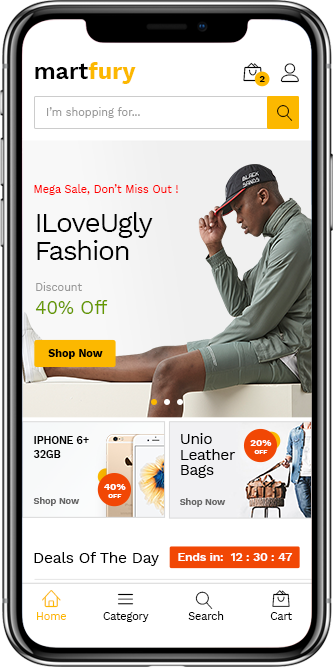 martfury
2
I'm shopping for...
BLACK
SANDS
Mega Sale, Don't Miss Out !
ILoveUgly
Fashion
Discount
40% Off
Shop Now
IPHONE 6+
32GB
40%
OFF
Shop Now
Unio
Leather
Bags
20%
OFF
Shop Now
Deals Of The Day
Ends in: 12 : 30 : 47
Home
Category
Search
Cart